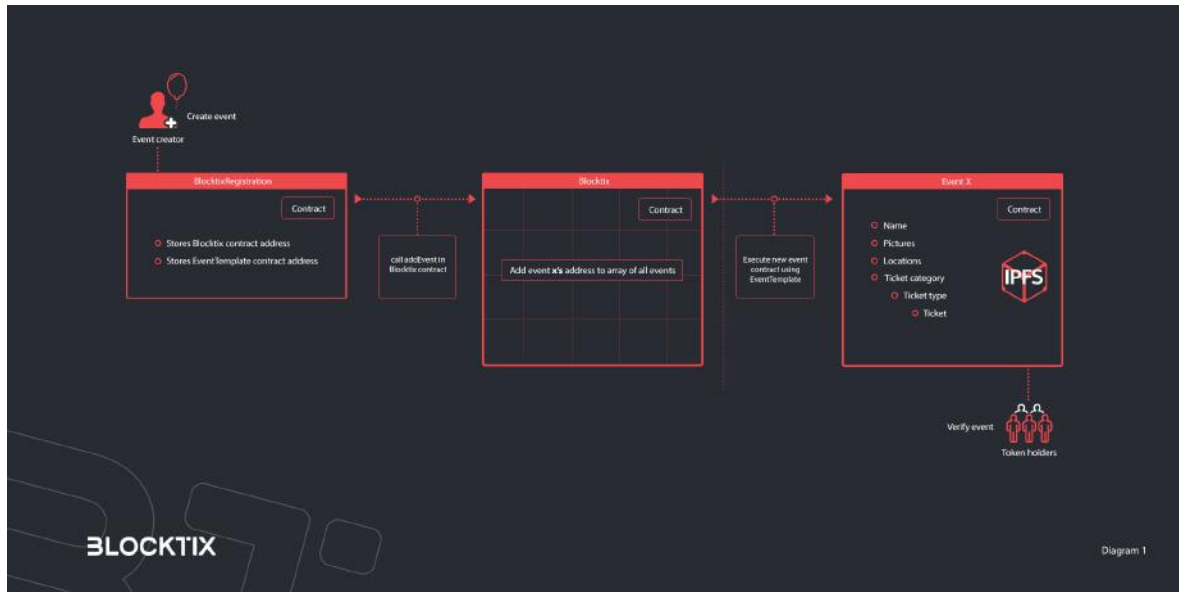 Create event
Event creator
BlocktixRegistration
Contract
Stores Blocktix contract address
Stores EventTemplate contract address
call addEvent in
Blocktix contract
Blocktix
Contract
Add event x's address to array of all events
Execute new event
contract using
EventTemplate
Event X
Contract
Name
Pictures
Locations
Ticket category
Ticket type
Ticket
IPFS
Verify event
Token holders
BLOCKTIX
Diagram 1